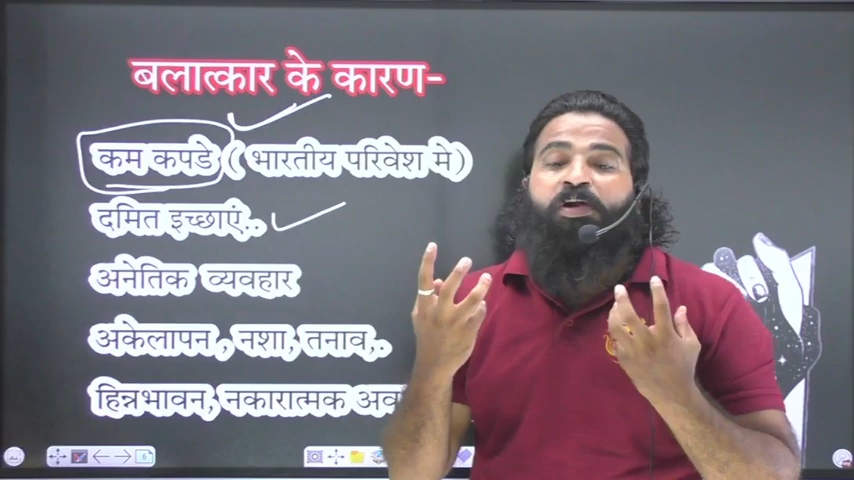 बलात्कार के कारण-
कम कपडे ( भारतीय परिवेश मे)
दमित इच्छाएं..
अनेतिक व्यवहार
अकेलापन , नशा, तनाव,.
हिन्नभावन, नकारात्मक